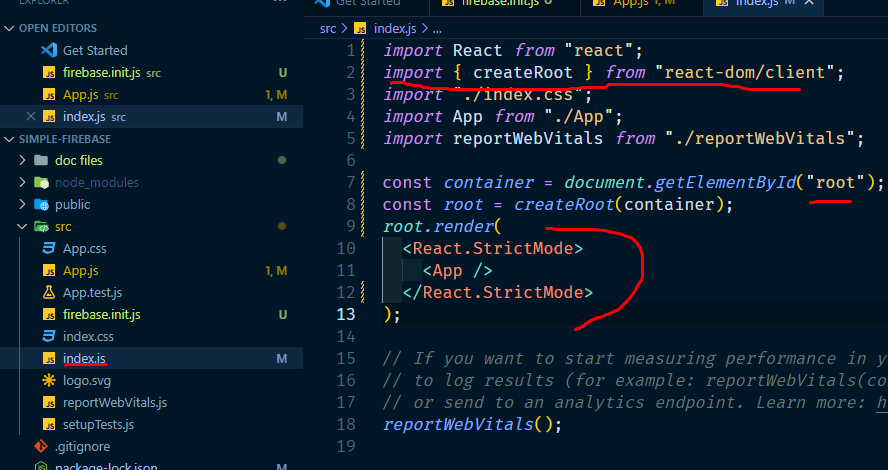 EXPLORER
OPEN EDITORS
Get Started
firebase.init.js src U
App.js src 1, M
index.js src M
SIMPLE-FIREBASE
doc files
node_modules
public
src
App.css
App.js 1, M
App.test.js
firebase.init.js U
index.css
index.js M
logo.svg
reportWebVitals.js
setupTests.js
.gitignore
package-lock.json
Get Started
firebase.init.js U
App.js 1, M
index.js M
src > index.js > ...
1 import React from "react";
2 import { createRoot } from "react-dom/client";
3 import "./index.css";
4 import App from "./App";
5 import reportWebVitals from "./reportWebVitals";
6
7 const container = document.getElementById("root");
8 const root = createRoot(container);
9 root.render(
10 <React.StrictMode>
11 <App />
12 </React.StrictMode>
13 );
14
15 // If you want to start measuring performance in y
16 // to log results (for example: reportWebVitals(co
17 // or send to an analytics endpoint. Learn more: h
18 reportWebVitals();
19